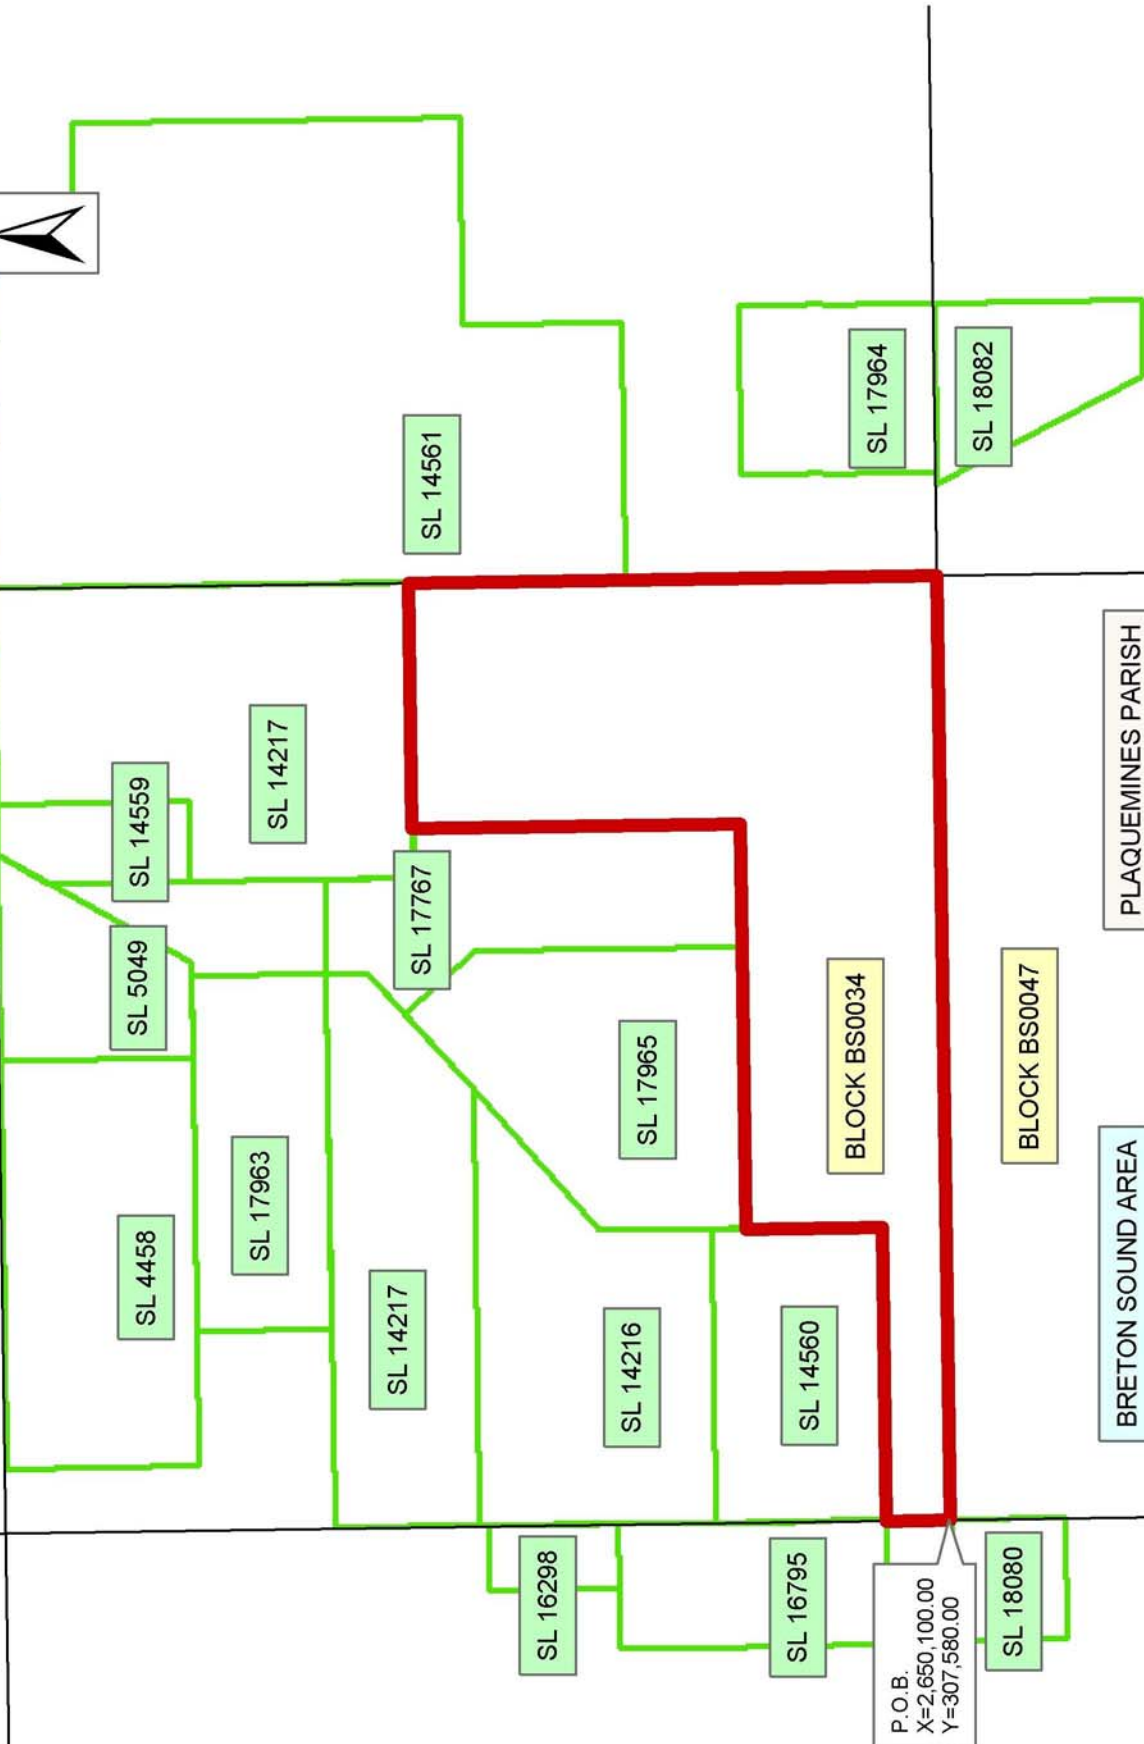 SL 14559
SL 5049
SL 4458
SL 14217
SL 17963
SL 14561
SL 17767
SL 14217
SL 16298
SL 14216
SL 17965
SL 16795
SL 14560
BLOCK BS0034
SL 17964
P.O.B.
X=2,650,100.00
Y=307,580.00
SL 18082
SL 18080
BLOCK BS0047
BRETON SOUND AREA
PLAQUEMINES PARISH